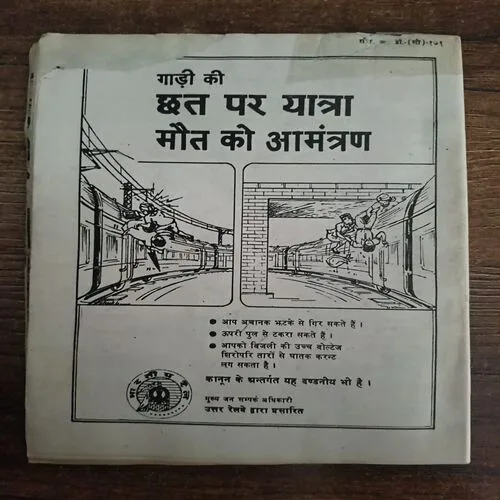 गाड़ी की
छत पर यात्रा
मौत को आमंत्रण
आप अचानक झटके से गिर सकते हैं ।
ऊपरी पुल से टकरा सकते हैं ।
आपको बिजली की उच्च वोल्टेज
शिरोपरि तारों से घातक करन्ट
लग सकता है ।
कानून के अन्तर्गत यह दण्डनीय भी है ।
भारतीय रेल
मुख्य जन सम्पर्क अधिकारी
उत्तर रेलवे द्वारा प्रसारित